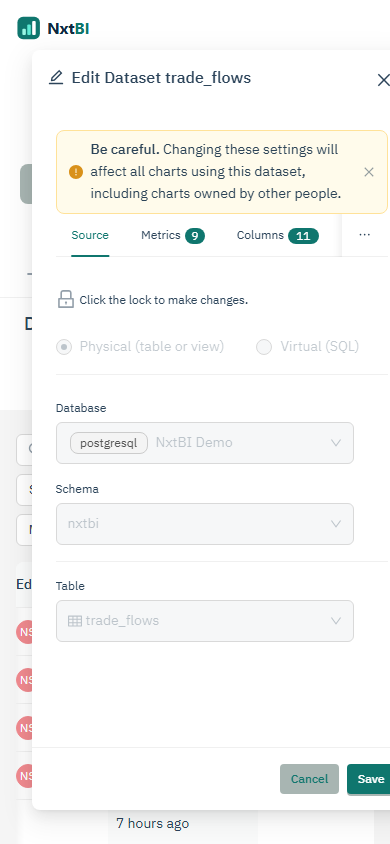 NxtBI
Edit Dataset trade_flows
Be careful. Changing these settings will
affect all charts using this dataset,
including charts owned by other people.
Source
Metrics 9
Columns 11
...
Click the lock to make changes.
Physical (table or view)
Virtual (SQL)
Database
postgresql NxtBI Demo
Schema
nxtbi
Table
trade_flows
Cancel
Save
7 hours ago